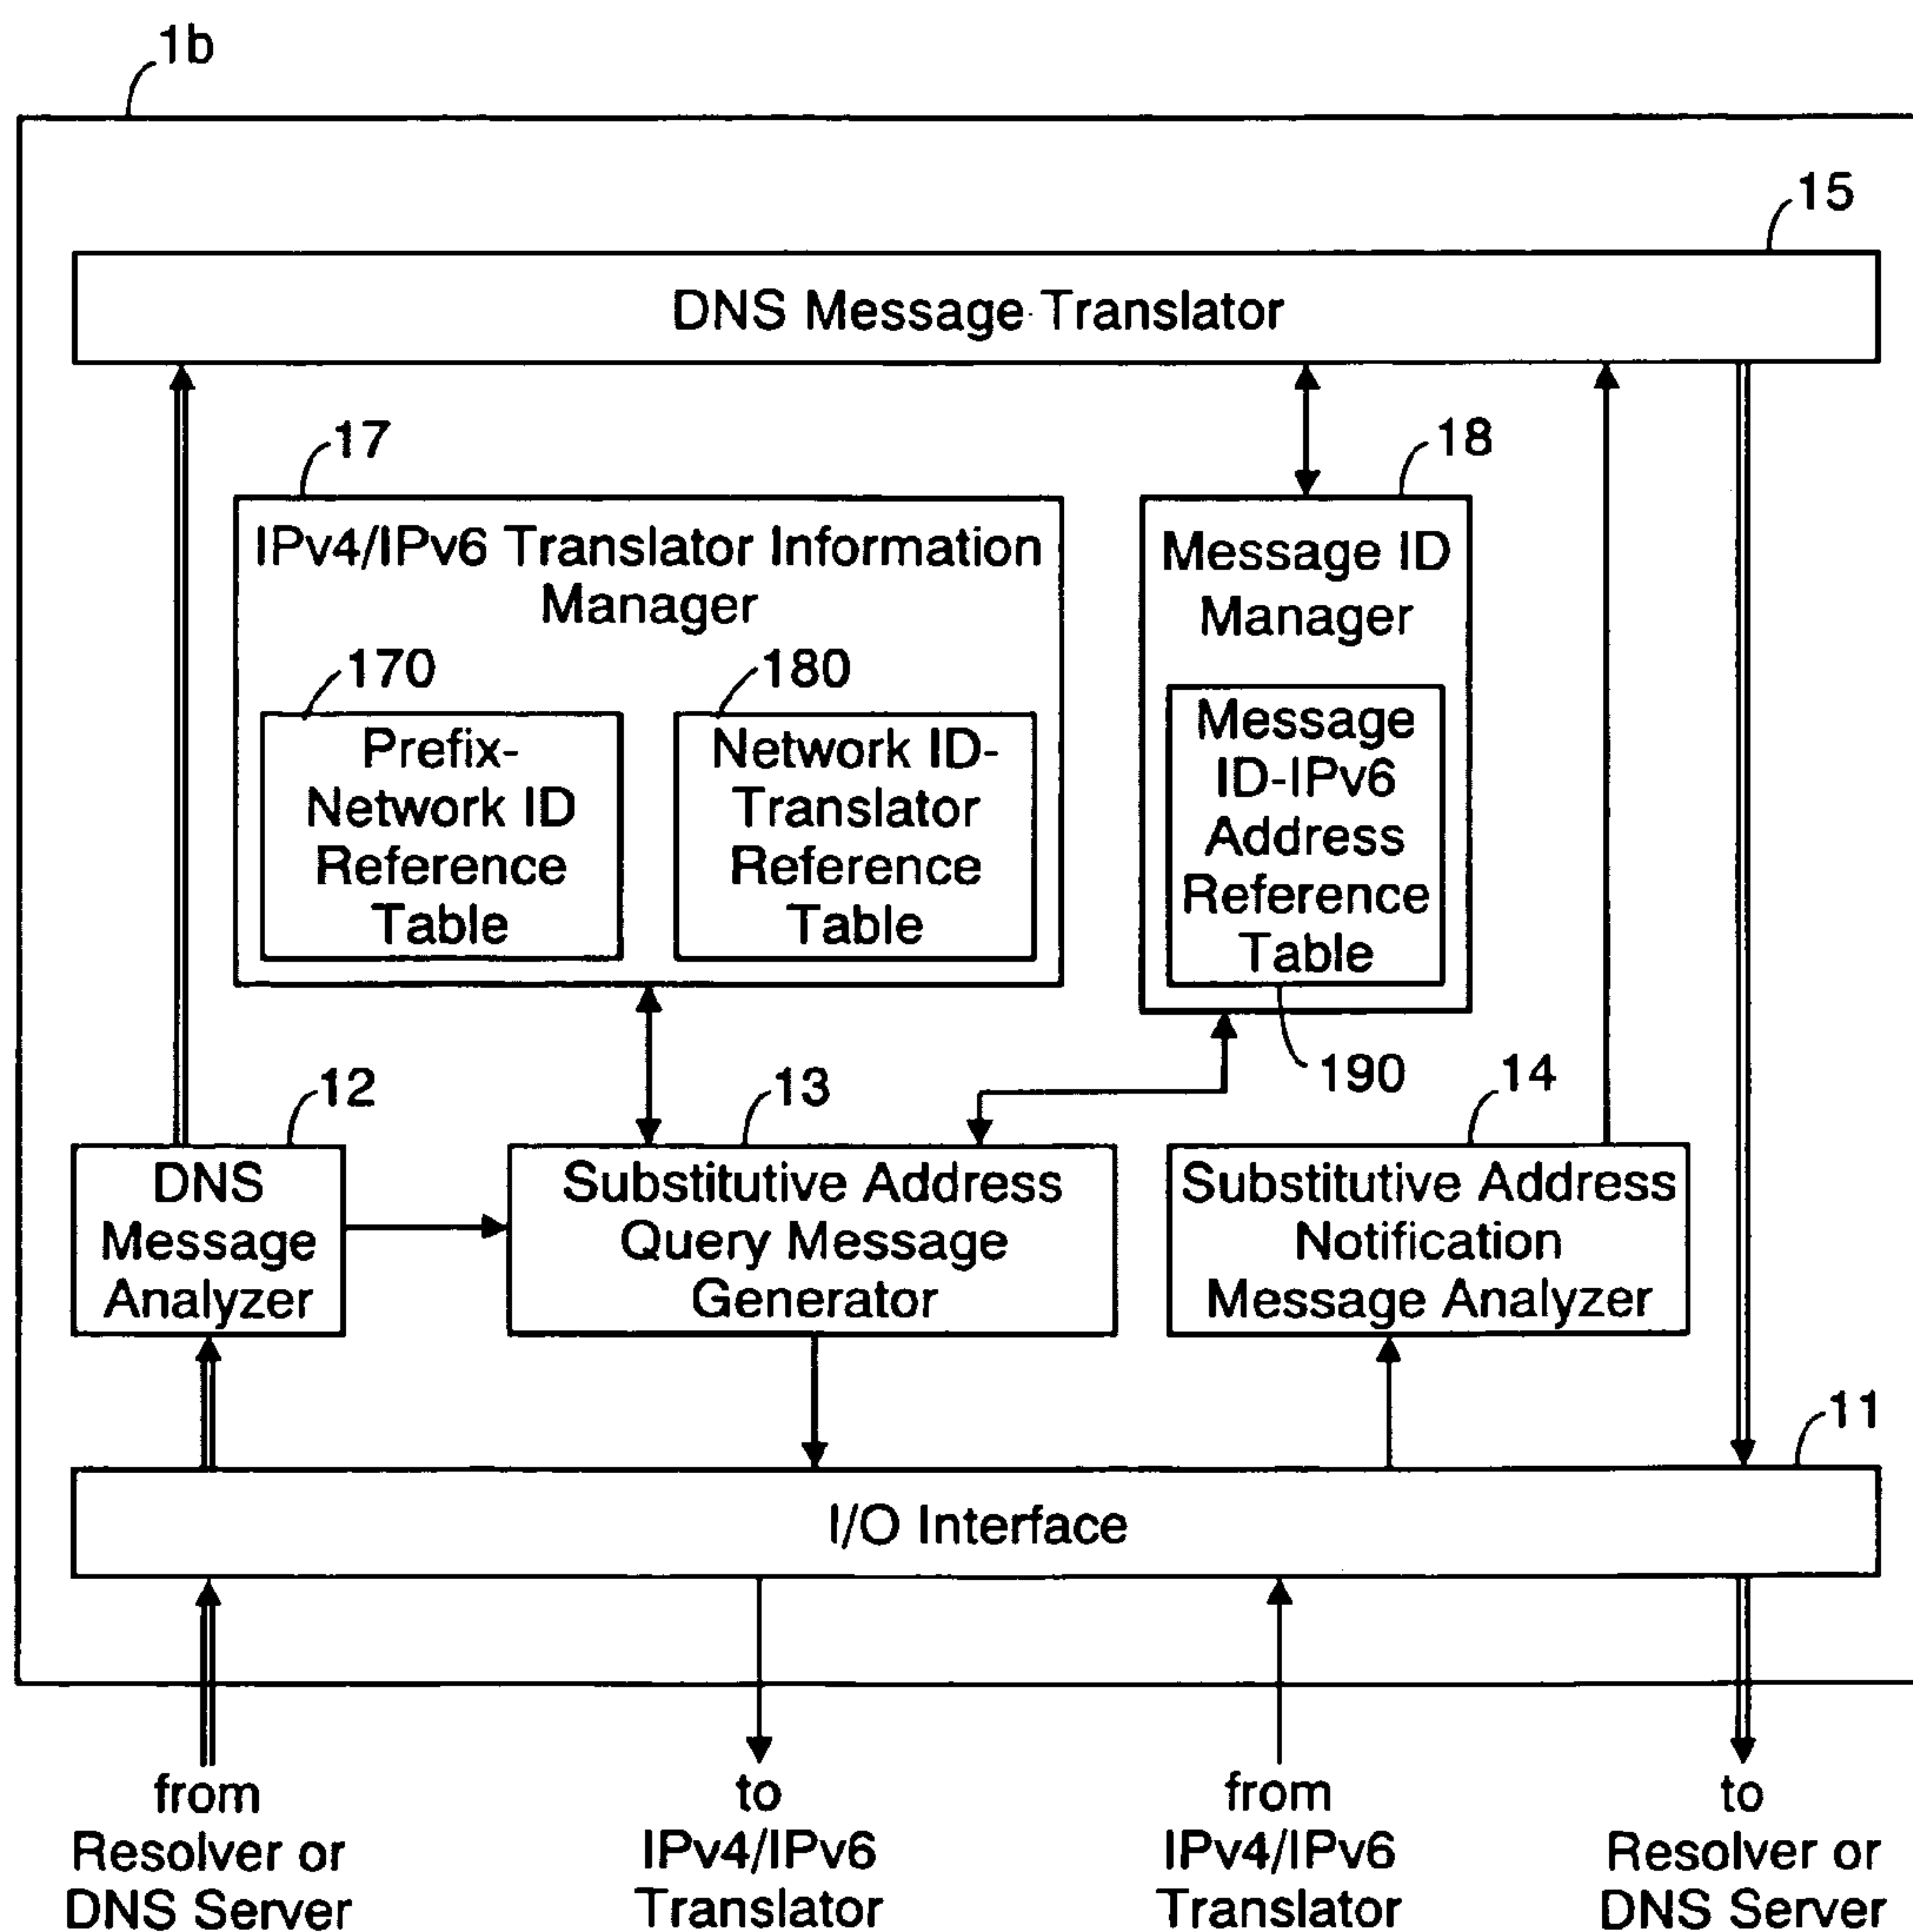 1b
15
DNS Message Translator
17
18
IPv4/IPv6 Translator Information
Manager
Message ID
Manager
170
180
Prefix-
Network ID
Reference
Table
Network ID-
Translator
Reference
Table
Message
ID-IPv6
Address
Reference
Table
190
12
13
14
DNS
Message
Analyzer
Substitutive Address
Query Message
Generator
Substitutive Address
Notification
Message Analyzer
11
I/O Interface
from
Resolver or
DNS Server
to
IPv4/IPv6
Translator
from
IPv4/IPv6
Translator
to
Resolver or
DNS Server